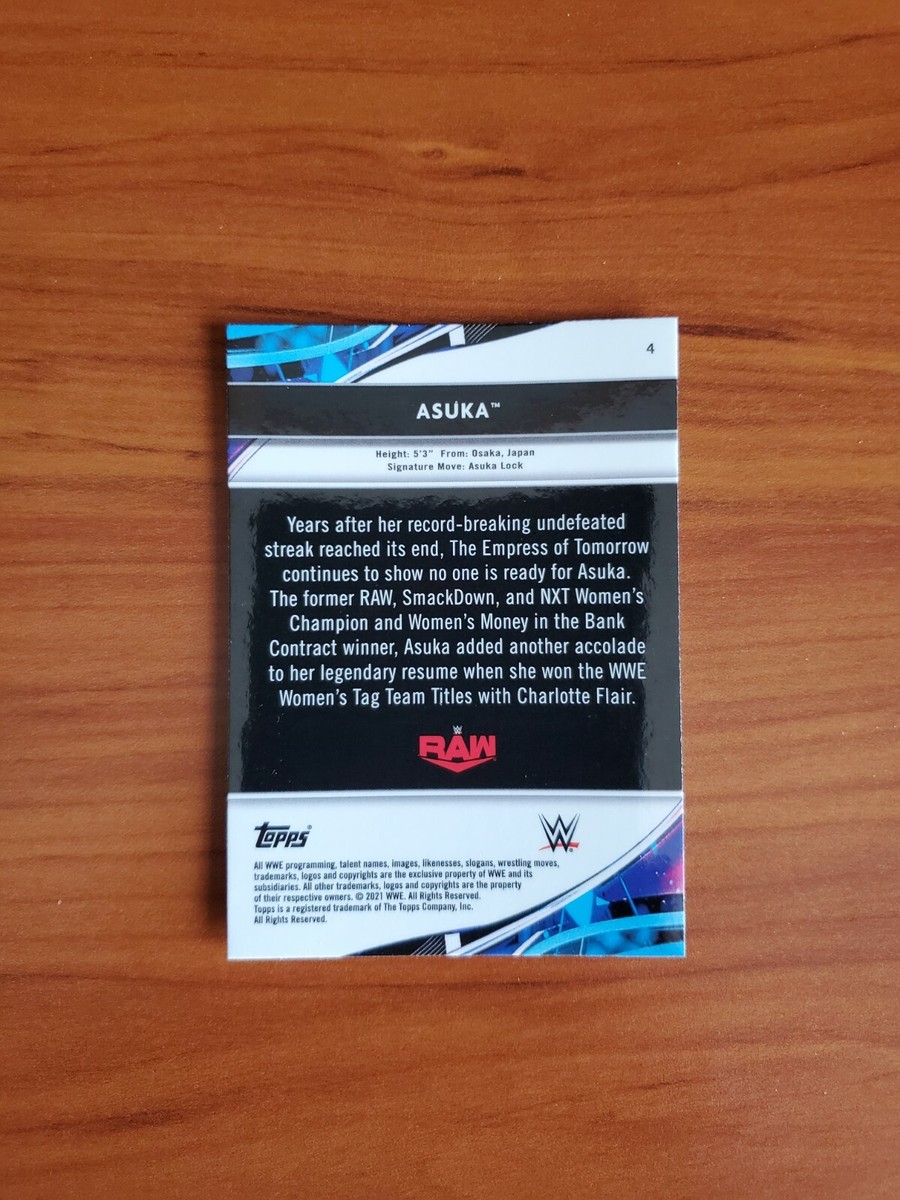 4
ASUKA™
Height: 5'3" From: Osaka, Japan
Signature Move: Asuka Lock
Years after her record-breaking undefeated
streak reached its end, The Empress of Tomorrow
continues to show no one is ready for Asuka.
The former RAW, SmackDown, and NXT Women's
Champion and Women's Money in the Bank
Contract winner, Asuka added another accolade
to her legendary resume when she won the WWE
Women's Tag Team Titles with Charlotte Flair.
W
RAW
Topps®
W
All WWE programming, talent names, images, likenesses, slogans, wrestling moves,
trademarks, logos and copyrights are the exclusive property of WWE and its
subsidiaries. All other trademarks, logos and copyrights are the property
of their respective owners. © 2021 WWE. All Rights Reserved.
Topps is a registered trademark of The Topps Company, Inc.
All Rights Reserved.